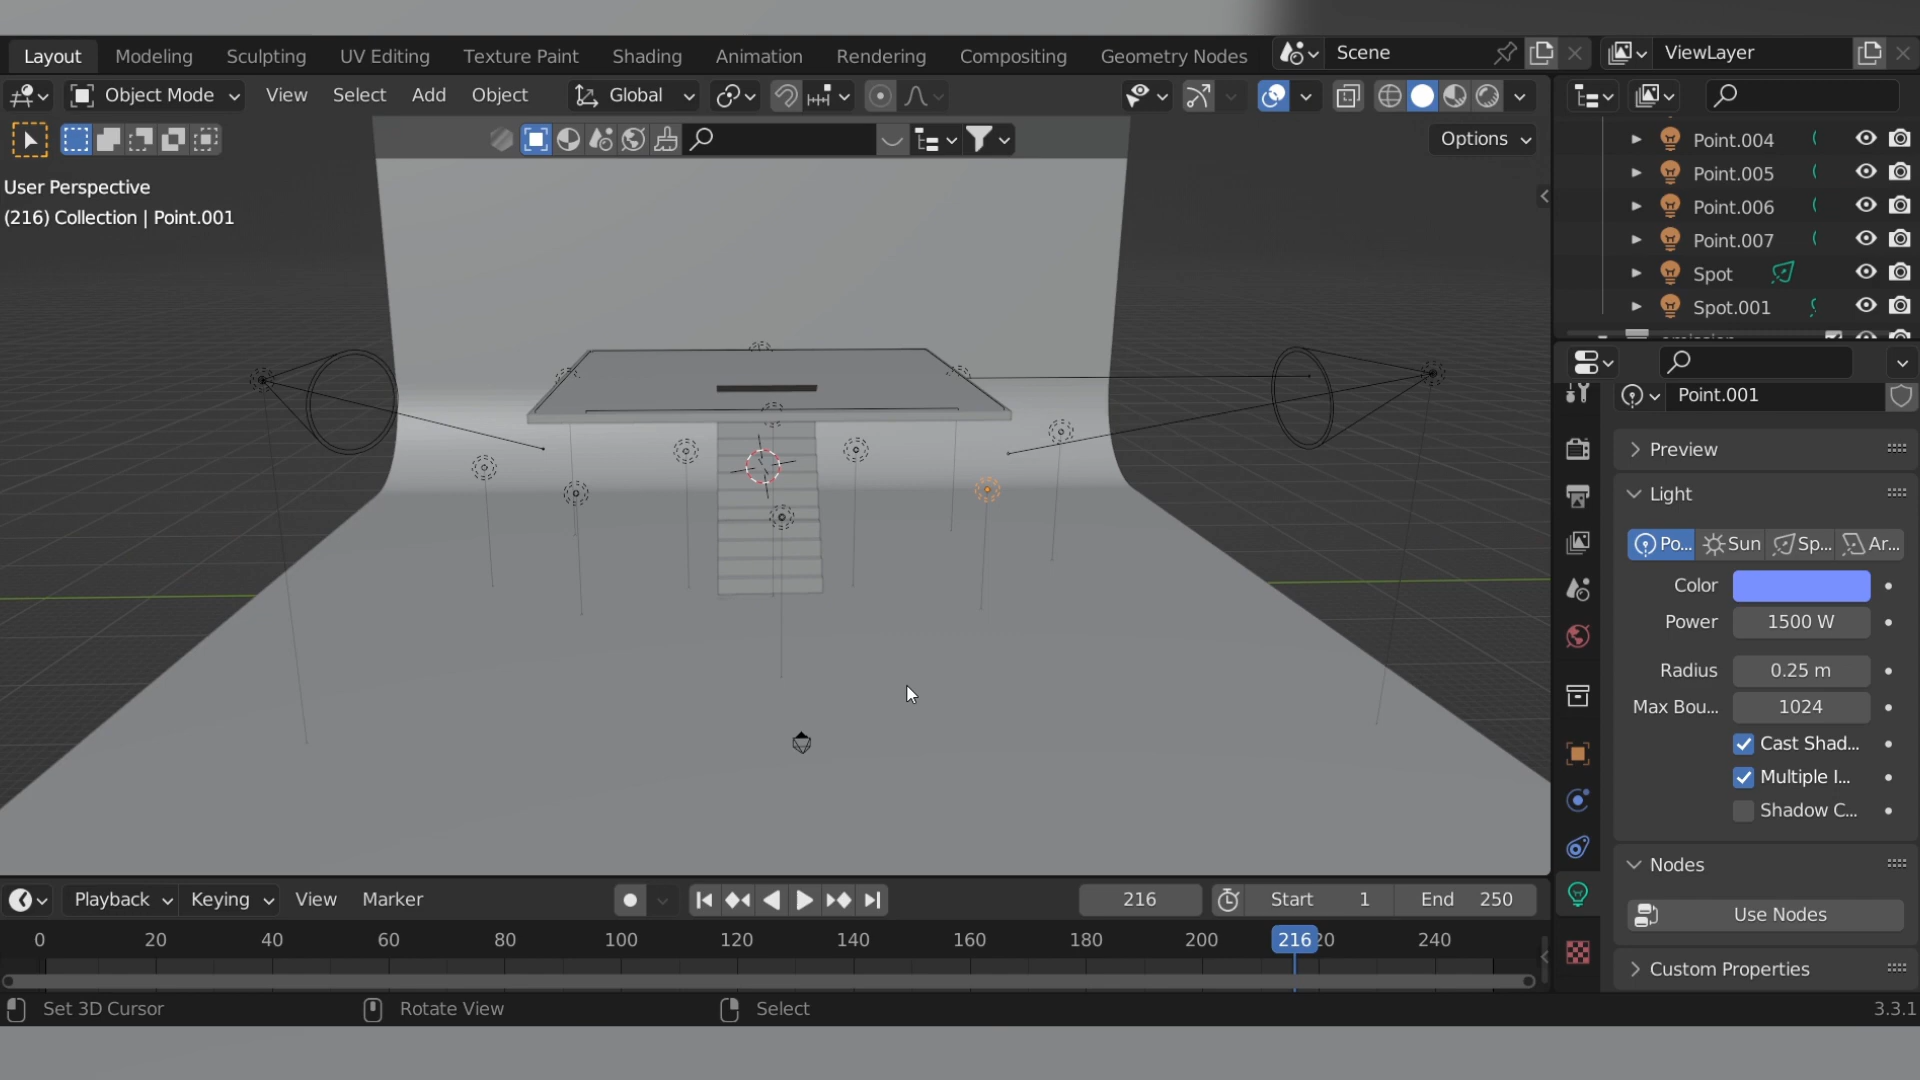 Layout Modeling Sculpting UV Editing Texture Paint Shading Animation Rendering Compositing Geometry Nodes Scene ViewLayer
Object Mode View Select Add Object Global
Options
User Perspective
(216) Collection | Point.001
Point.004
Point.005
Point.006
Point.007
Spot
Spot.001
Point.001
Preview
Light
Po... Sun Sp... Ar...
Color
Power 1500 W
Radius 0.25 m
Max Bou... 1024
Cast Shad...
Multiple I...
Shadow C...
Nodes
Use Nodes
Custom Properties
Playback Keying View Marker 216 Start 1 End 250
0 20 40 60 80 100 120 140 160 180 200 216 20 240
Set 3D Cursor Rotate View Select 3.3.1